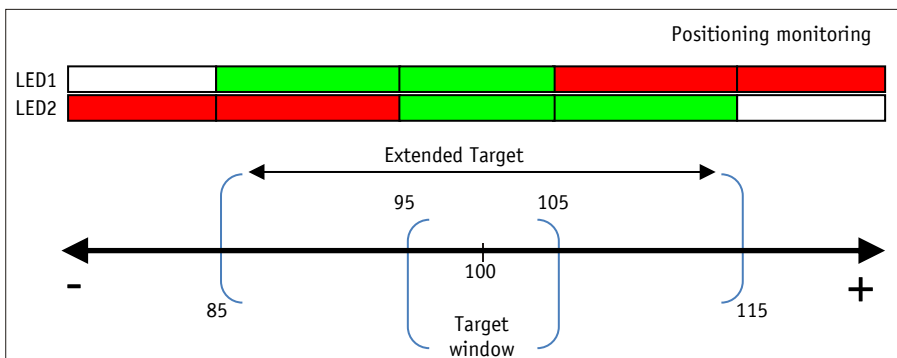 Positioning monitoring
LED1
LED2
Extended Target
95
105
100
-
+
85
115
Target
window